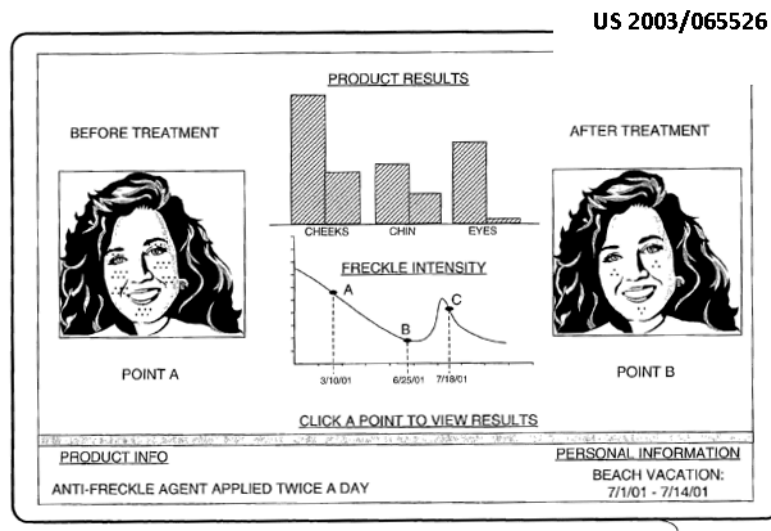 US 2003/065526
PRODUCT RESULTS
BEFORE TREATMENT
AFTER TREATMENT
CHEEKS CHIN EYES
FRECKLE INTENSITY
A
B
C
3/10/01 6/25/01 7/18/01
POINT A
POINT B
CLICK A POINT TO VIEW RESULTS
PRODUCT INFO
ANTI-FRECKLE AGENT APPLIED TWICE A DAY
PERSONAL INFORMATION
BEACH VACATION:
7/1/01 - 7/14/01